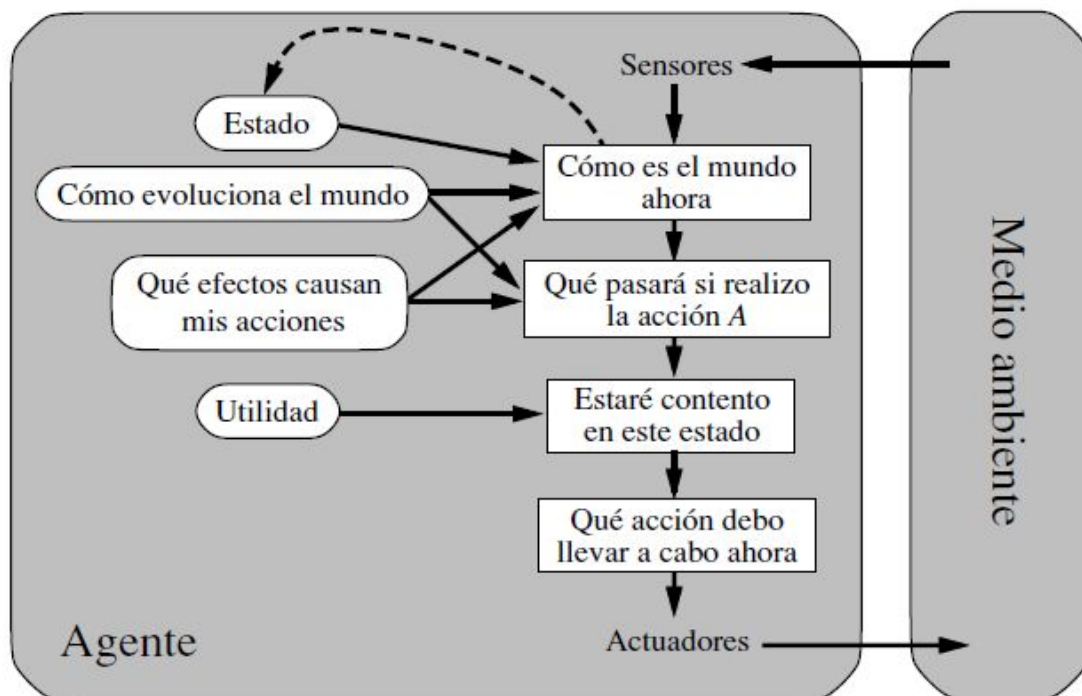 Sensores
Estado
Cómo es el mundo
ahora
Cómo evoluciona el mundo
Qué efectos causan
mis acciones
Qué pasará si realizo
la acción A
Utilidad
Estaré contento
en este estado
Qué acción debo
llevar a cabo ahora
Agente
Actuadores
Medio ambiente